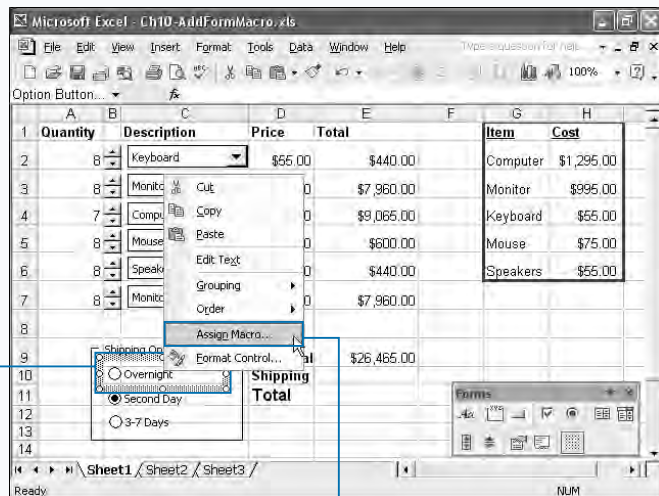 Microsoft Excel - Ch10-AddFormMacro.xls
File Edit View Insert Format Tools Data Window Help Type a question for help
100%
Option Button... fx
A B C D E F G H
1 Quantity Description Price Total Item Cost
2 8 Keyboard $55.00 $440.00 Computer $1,295.00
3 8 Monito 0 $7,960.00 Monitor $995.00
4 7 Compu 0 $9,065.00 Keyboard $55.00
5 8 Mouse 0 $600.00 Mouse $75.00
6 8 Speak 0 $440.00 Speakers $55.00
7 8 Monito 0 $7,960.00
8
9 Shipping Op al $26,465.00
10 Overnight Shipping
11 Second Day Total
12 3-7 Days
13
14
Cut
Copy
Paste
Edit Text
Grouping
Order
Assign Macro...
Format Control...
Forms
Aa
Sheet1 / Sheet2 / Sheet3 /
Ready NUM